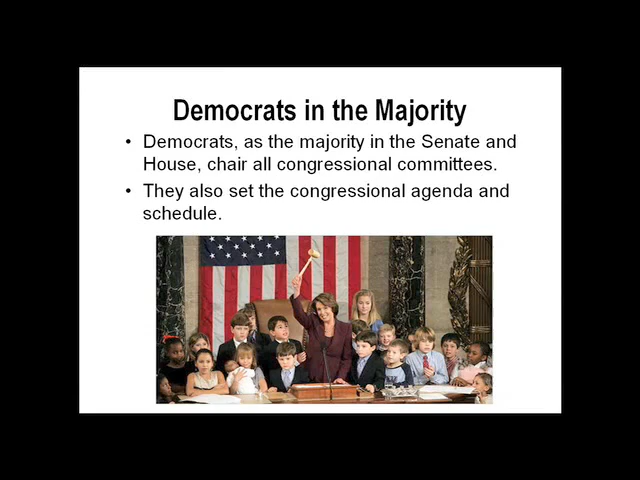 Democrats in the Majority
• Democrats, as the majority in the Senate and
House, chair all congressional committees.
• They also set the congressional agenda and
schedule.